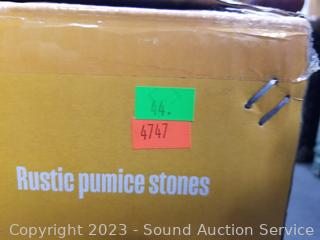 44.
4747
Rustic pumice stones
Copyright 2023 - Sound Auction Service